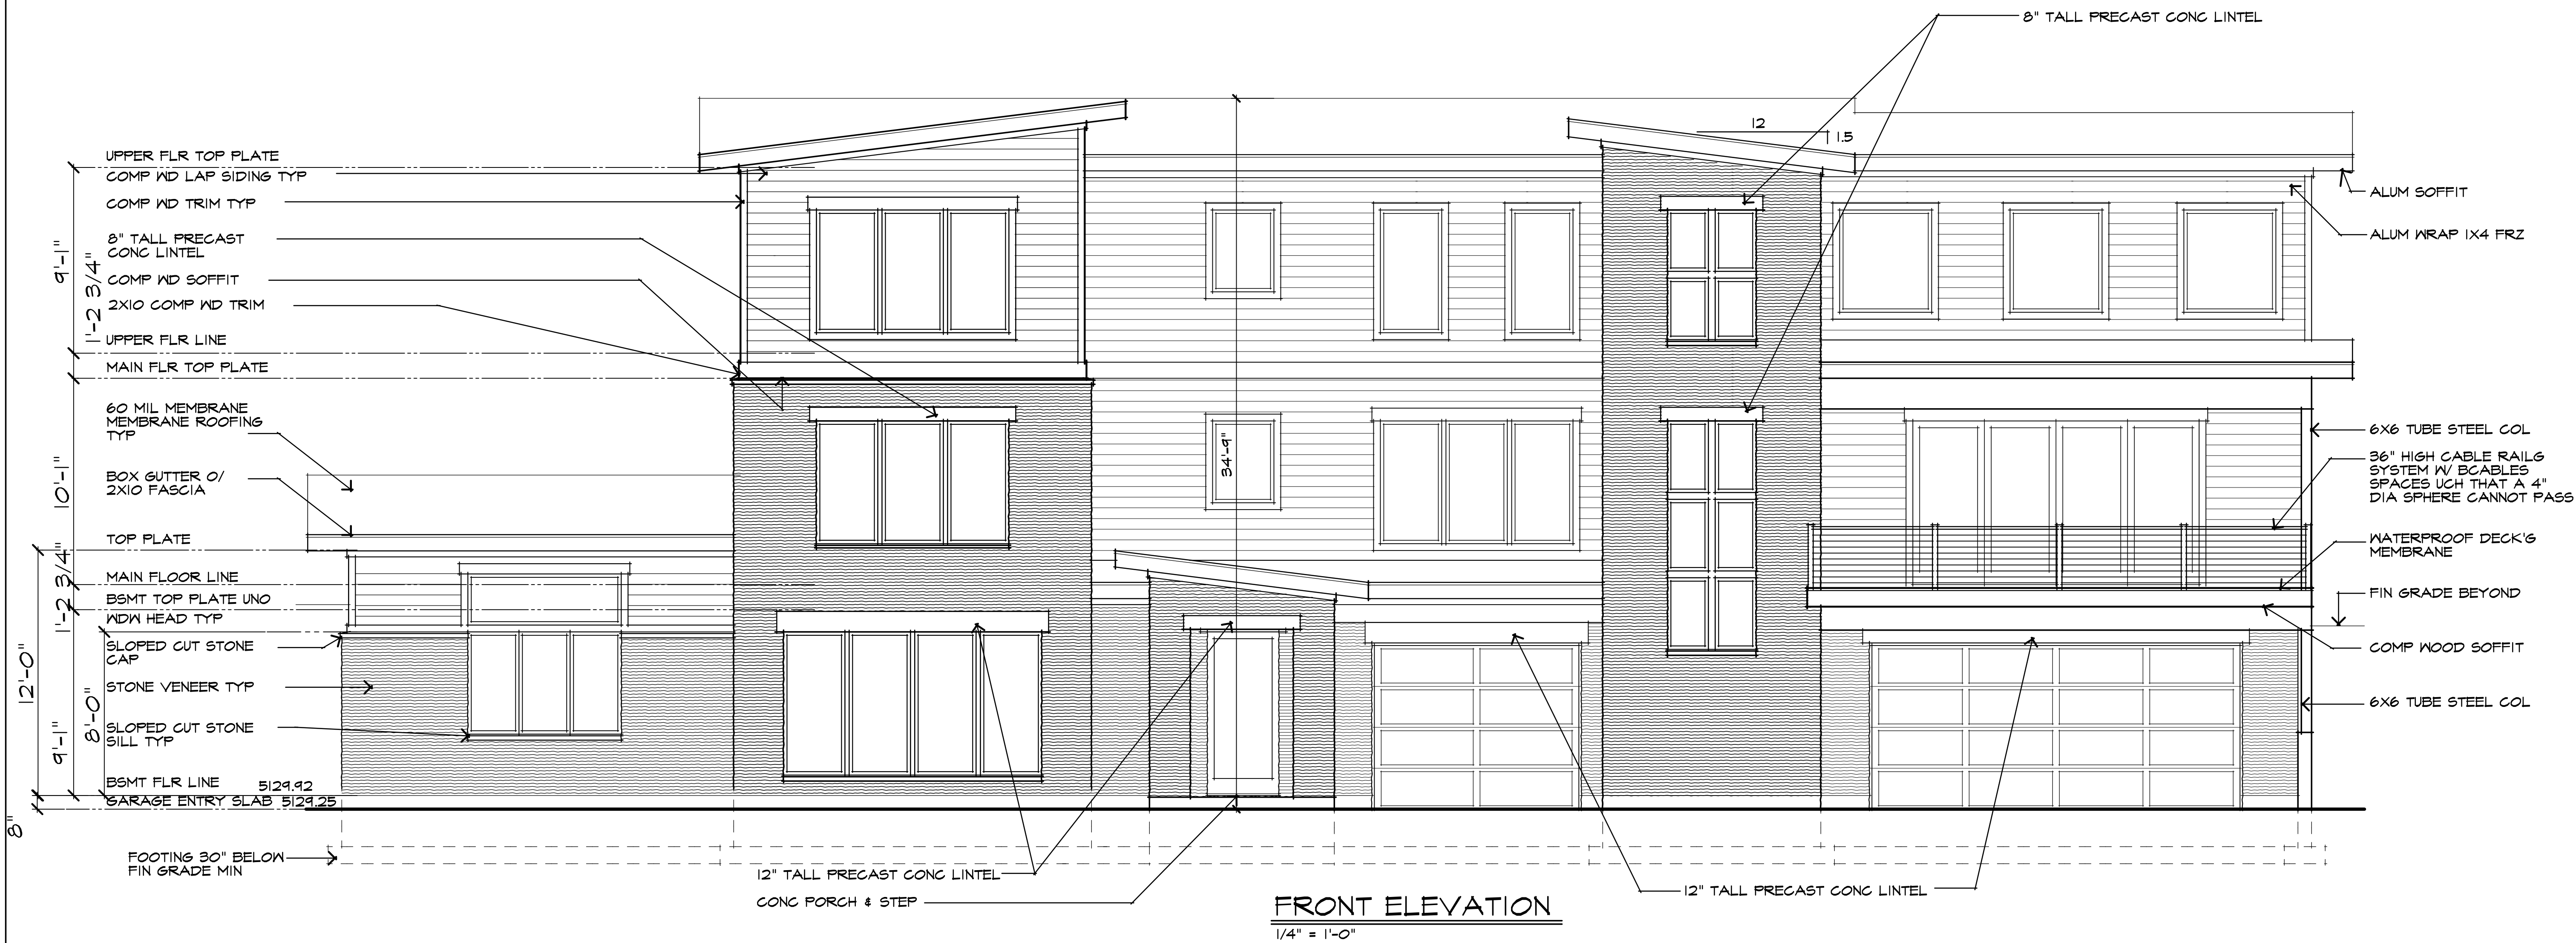 8" TALL PRECAST CONC LINTEL
12
1.5
UPPER FLR TOP PLATE
COMP WD LAP SIDING TYP
COMP WD TRIM TYP
8" TALL PRECAST
CONC LINTEL
COMP WD SOFFIT
2X10 COMP WD TRIM
UPPER FLR LINE
MAIN FLR TOP PLATE
60 MIL MEMBRANE
MEMBRANE ROOFING
TYP
BOX GUTTER O/
2X10 FASCIA
TOP PLATE
MAIN FLOOR LINE
BSMT TOP PLATE UNO
WDW HEAD TYP
SLOPED CUT STONE
CAP
STONE VENEER TYP
SLOPED CUT STONE
SILL TYP
BSMT FLR LINE 5129.92
GARAGE ENTRY SLAB 5129.25
FOOTING 30" BELOW
FIN GRADE MIN
9'-1"
1'-2 3/4"
10'-1"
1'-2 3/4"
12'-0"
9'-1"
8'-0"
8"
34'-9"
ALUM SOFFIT
ALUM WRAP 1X4 FRZ
6X6 TUBE STEEL COL
36" HIGH CABLE RAILG
SYSTEM W/ BCABLES
SPACES UCH THAT A 4"
DIA SPHERE CANNOT PASS
WATERPROOF DECK'G
MEMBRANE
FIN GRADE BEYOND
COMP WOOD SOFFIT
6X6 TUBE STEEL COL
12" TALL PRECAST CONC LINTEL
CONC PORCH & STEP
12" TALL PRECAST CONC LINTEL
FRONT ELEVATION
1/4" = 1'-0"